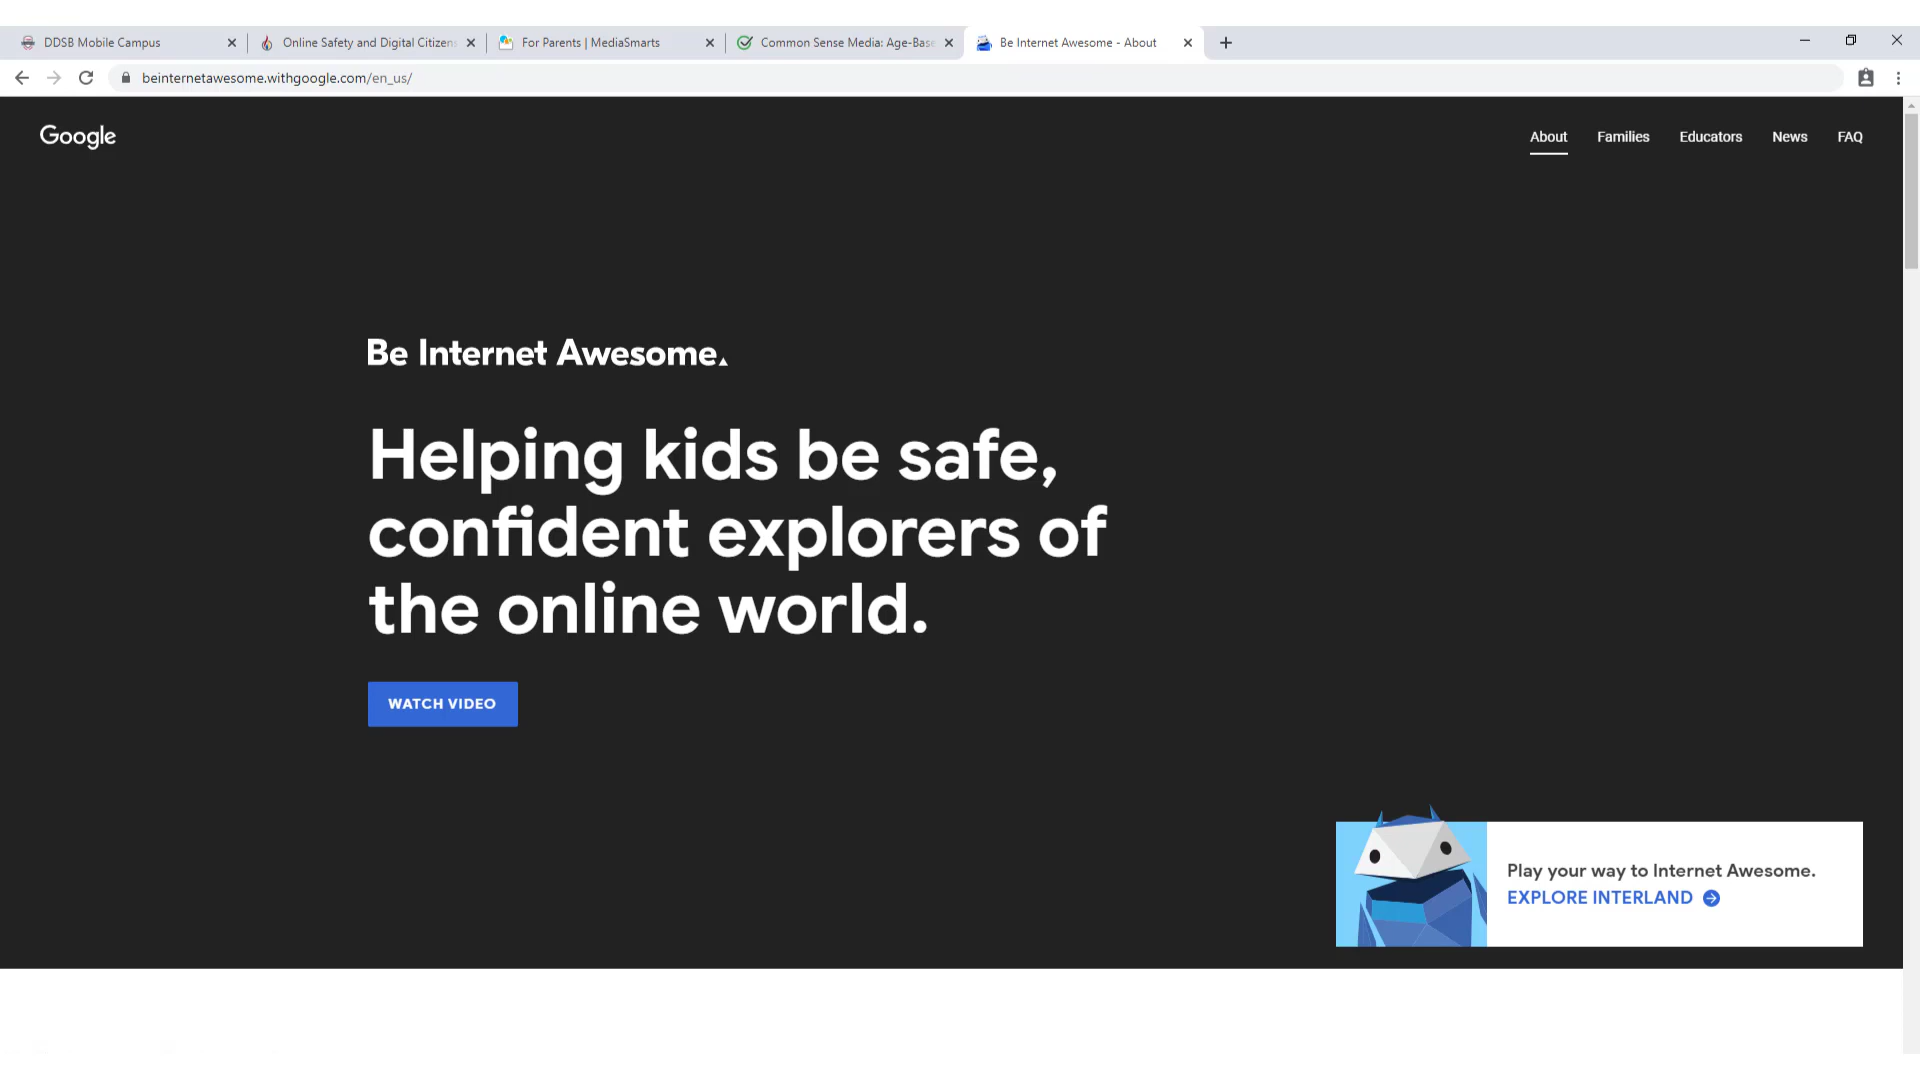 DDSB Mobile Campus
Online Safety and Digital Citizens
For Parents | MediaSmarts
Common Sense Media: Age-Base
Be Internet Awesome - About
beinternetawesome.withgoogle.com/en_us/
Google
About
Families
Educators
News
FAQ
Be Internet Awesome.
Helping kids be safe,
confident explorers of
the online world.
WATCH VIDEO
Play your way to Internet Awesome.
EXPLORE INTERLAND